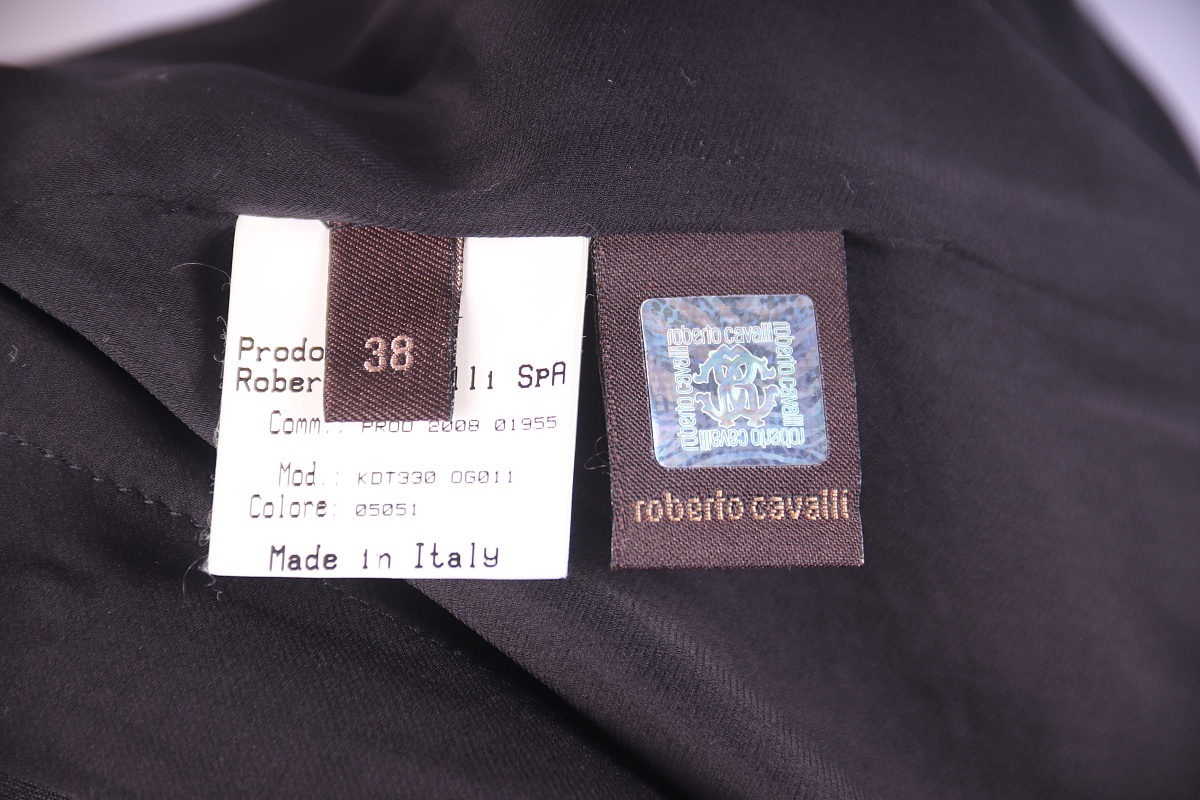 Prodo
Rober lli SpA
38
Comm.: PROD 2008 01955
Mod.: KDT330 OG011
Colore: 05051
Made in Italy
roberto cavalli
roberto cavalli
roberto cavalli
roberto cavalli
roberto cavalli